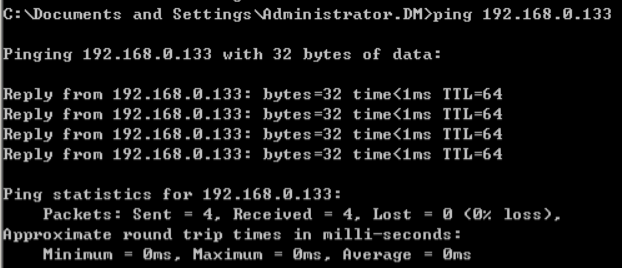 C:\Documents and Settings\Administrator.DM>ping 192.168.0.133
Pinging 192.168.0.133 with 32 bytes of data:
Reply from 192.168.0.133: bytes=32 time<1ms TTL=64
Reply from 192.168.0.133: bytes=32 time<1ms TTL=64
Reply from 192.168.0.133: bytes=32 time<1ms TTL=64
Reply from 192.168.0.133: bytes=32 time<1ms TTL=64
Ping statistics for 192.168.0.133:
Packets: Sent = 4, Received = 4, Lost = 0 (0% loss),
Approximate round trip times in milli-seconds:
Minimum = 0ms, Maximum = 0ms, Average = 0ms